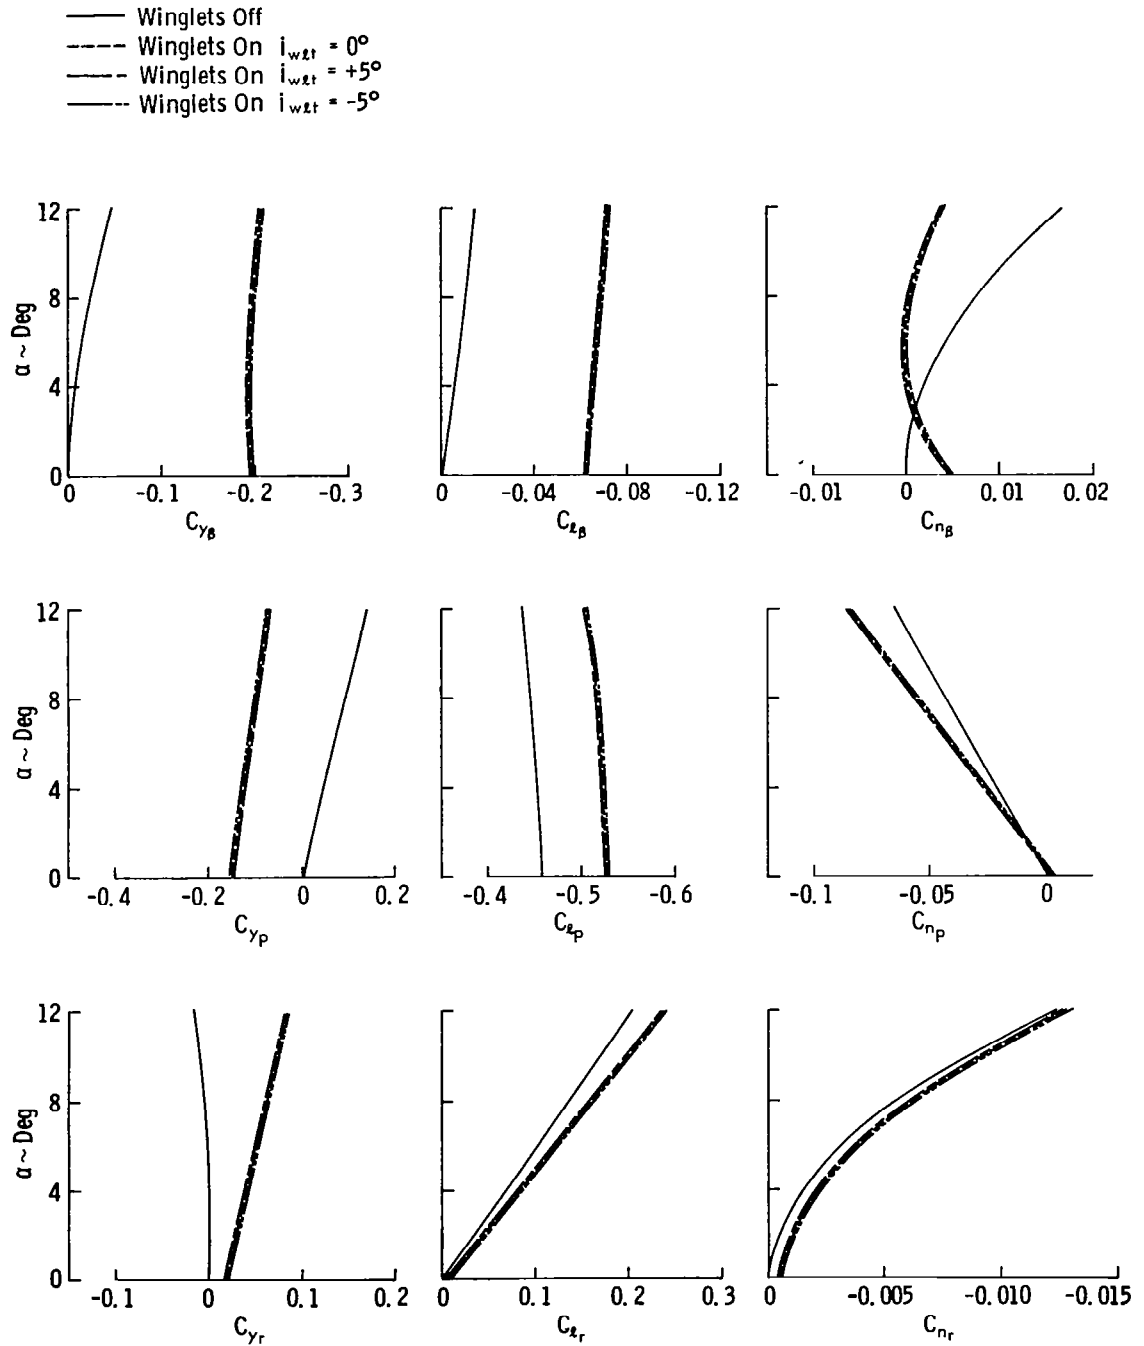 Winglets Off
Winglets On i_wℓt = 0°
Winglets On i_wℓt = +5°
Winglets On i_wℓt = -5°
12
8
4
0
α ~ Deg
0 -0.1 -0.2 -0.3
C_yβ
0 -0.04 -0.08 -0.12
C_ℓβ
-0.01 0 0.01 0.02
C_nβ
12
8
4
0
α ~ Deg
-0.4 -0.2 0 0.2
C_yp
-0.4 -0.5 -0.6
C_ℓp
-0.1 -0.05 0
C_np
12
8
4
0
α ~ Deg
-0.1 0 0.1 0.2
C_yr
0 0.1 0.2 0.3
C_ℓr
0 -0.005 -0.010 -0.015
C_nr